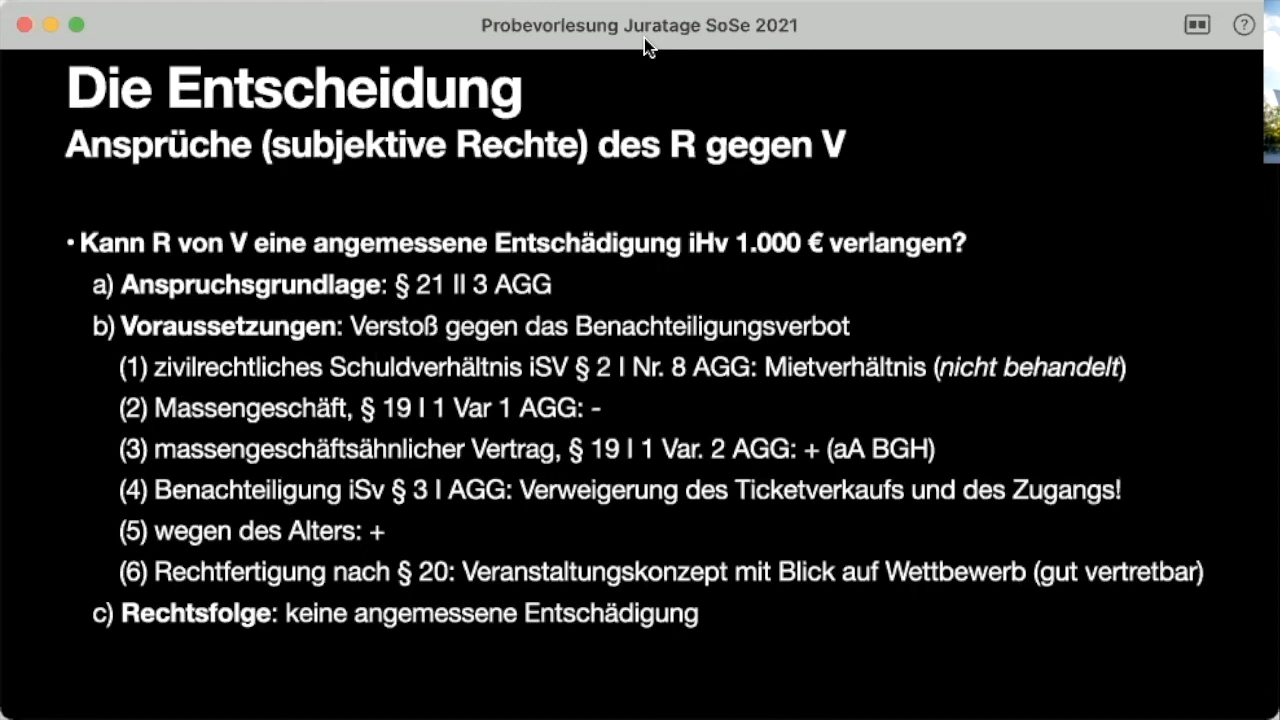 Probevorlesung Juratage SoSe 2021
?
Die Entscheidung
Ansprüche (subjektive Rechte) des R gegen V
• Kann R von V eine angemessene Entschädigung iHv 1.000 € verlangen?
a) Anspruchsgrundlage: § 21 II 3 AGG
b) Voraussetzungen: Verstoß gegen das Benachteiligungsverbot
(1) zivilrechtliches Schuldverhältnis iSV § 2 I Nr. 8 AGG: Mietverhältnis (nicht behandelt)
(2) Massengeschäft, § 19 I 1 Var 1 AGG: -
(3) massengeschäftsähnlicher Vertrag, § 19 I 1 Var. 2 AGG: + (aA BGH)
(4) Benachteiligung iSv § 3 I AGG: Verweigerung des Ticketverkaufs und des Zugangs!
(5) wegen des Alters: +
(6) Rechtfertigung nach § 20: Veranstaltungskonzept mit Blick auf Wettbewerb (gut vertretbar)
c) Rechtsfolge: keine angemessene Entschädigung